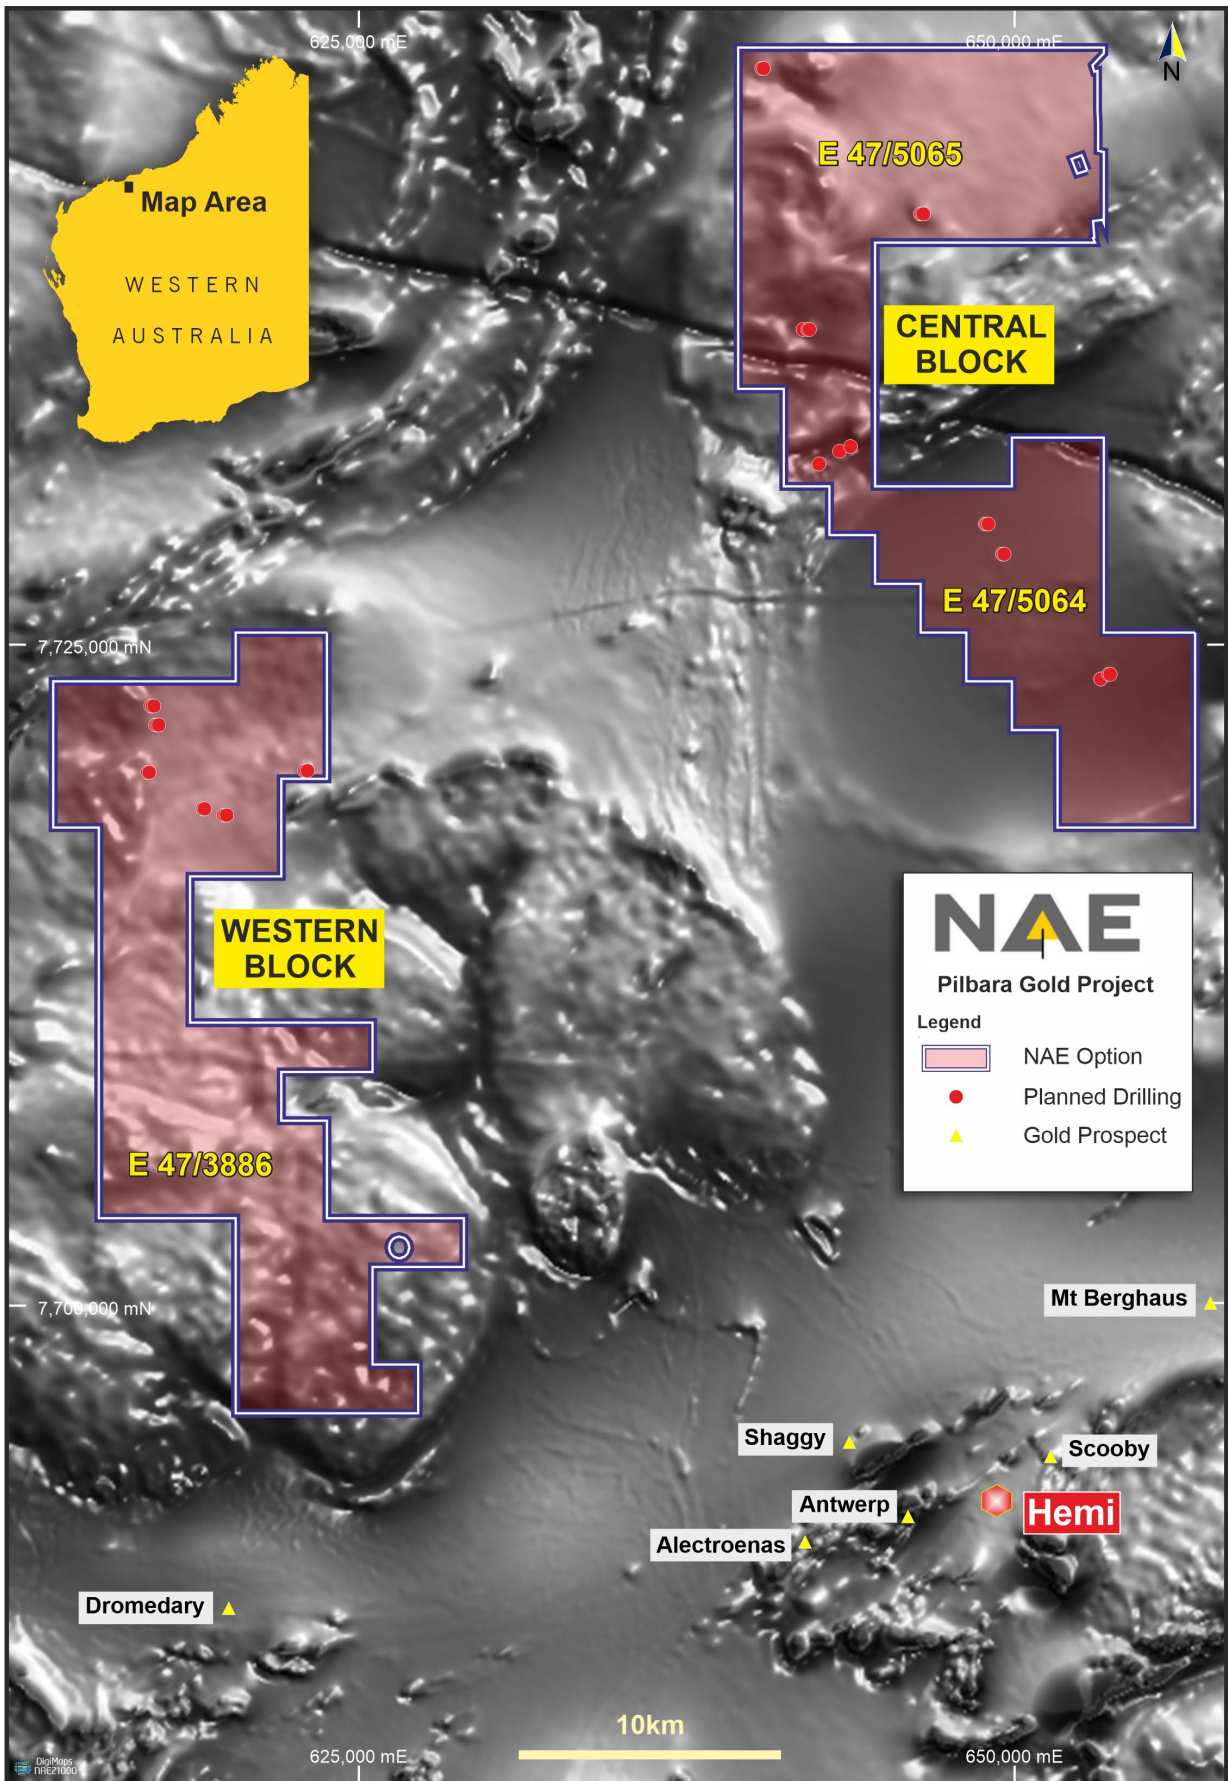 625,000 mE
650,000 mE
N
E 47/5065
Map Area
WESTERN
AUSTRALIA
CENTRAL
BLOCK
E 47/5064
7,725,000 mN
WESTERN
BLOCK
NAE
Pilbara Gold Project
Legend
NAE Option
Planned Drilling
Gold Prospect
E 47/3886
7,700,000 mN
Mt Berghaus
Shaggy
Scooby
Antwerp
Hemi
Alectroenas
Dromedary
10km
625,000 mE
650,000 mE
DigiMaps
NAE21000